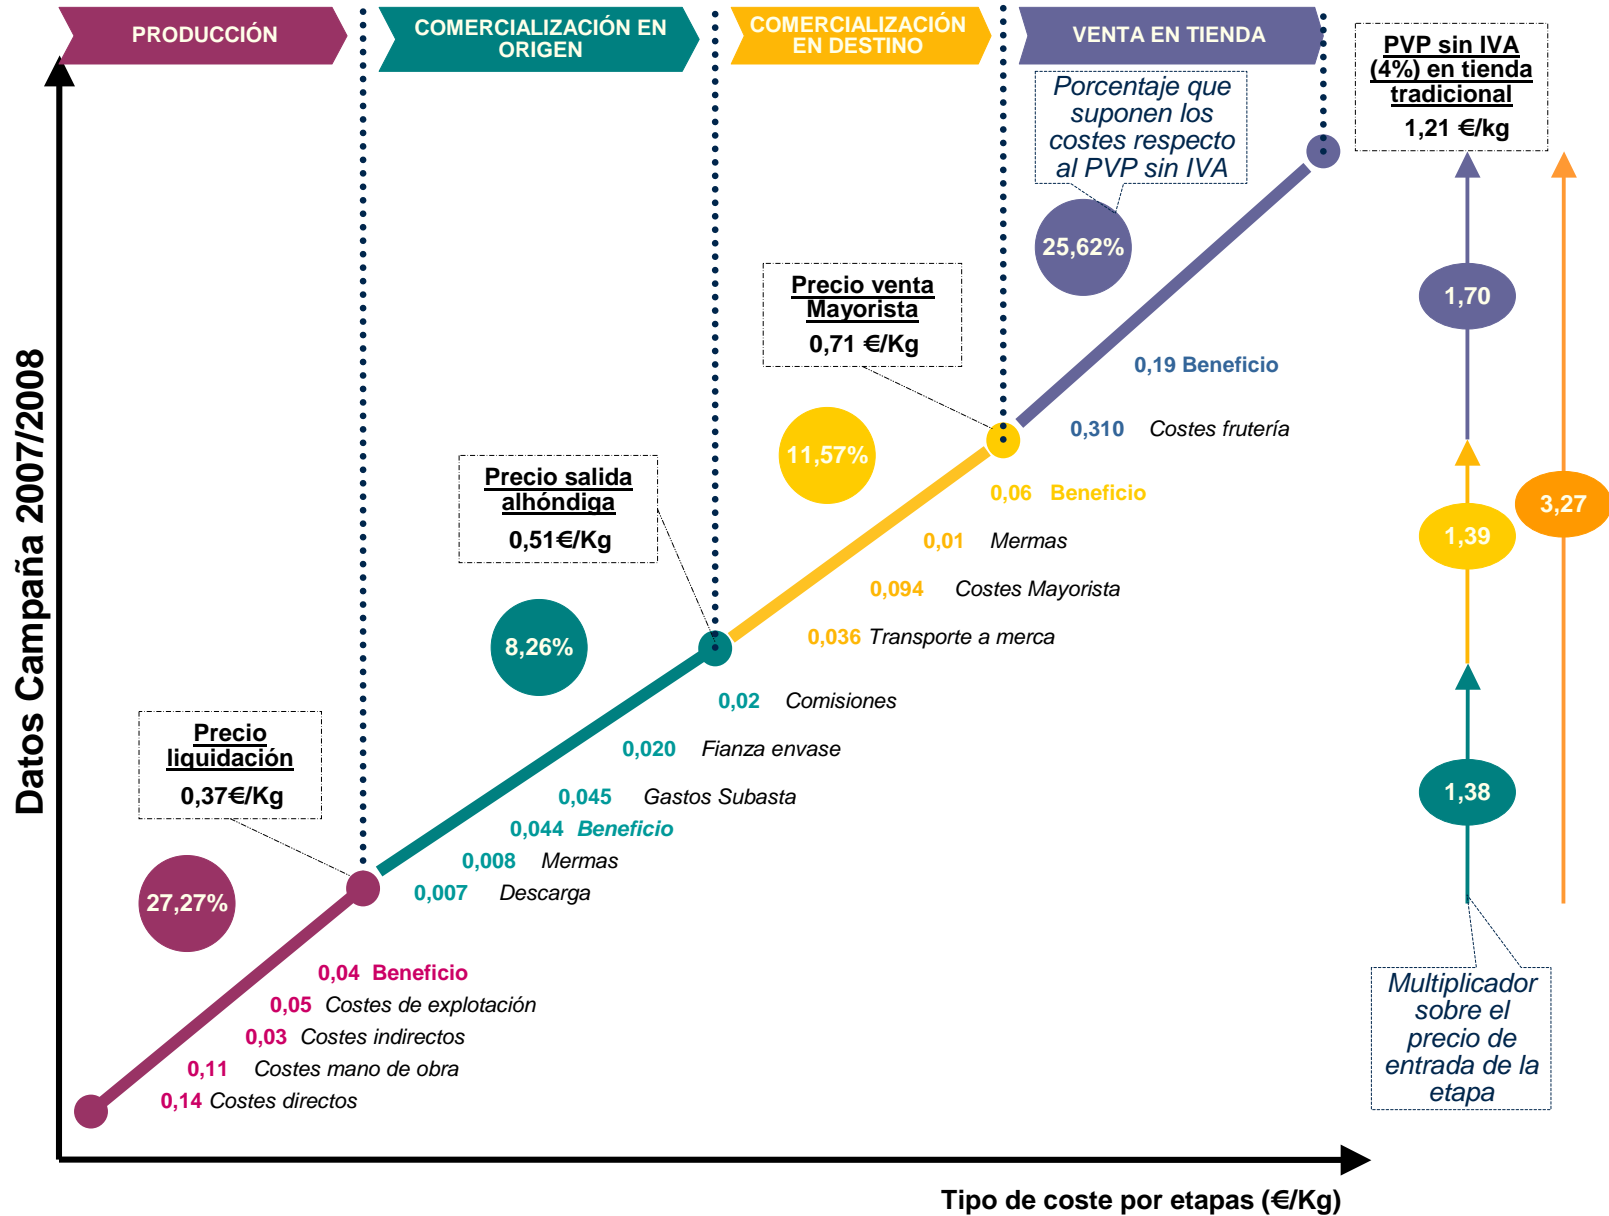 PRODUCCIÓN
COMERCIALIZACIÓN EN
ORIGEN
COMERCIALIZACIÓN
EN DESTINO
VENTA EN TIENDA
PVP sin IVA
(4%) en tienda
tradicional
1,21 €/kg
Porcentaje que
suponen los
costes respecto
al PVP sin IVA
25,62%
Precio venta
Mayorista
0,71 €/Kg
1,70
0,19 Beneficio
0,310 Costes frutería
11,57%
Precio salida
alhóndiga
0,51€/Kg
0,06 Beneficio
0,01 Mermas
0,094 Costes Mayorista
0,036 Transporte a merca
1,39
3,27
8,26%
0,02 Comisiones
0,020 Fianza envase
0,045 Gastos Subasta
0,044 Beneficio
0,008 Mermas
0,007 Descarga
Precio
liquidación
0,37€/Kg
1,38
27,27%
0,04 Beneficio
0,05 Costes de explotación
0,03 Costes indirectos
0,11 Costes mano de obra
0,14 Costes directos
Multiplicador
sobre el
precio de
entrada de la
etapa
Datos Campaña 2007/2008
Tipo de coste por etapas (€/Kg)